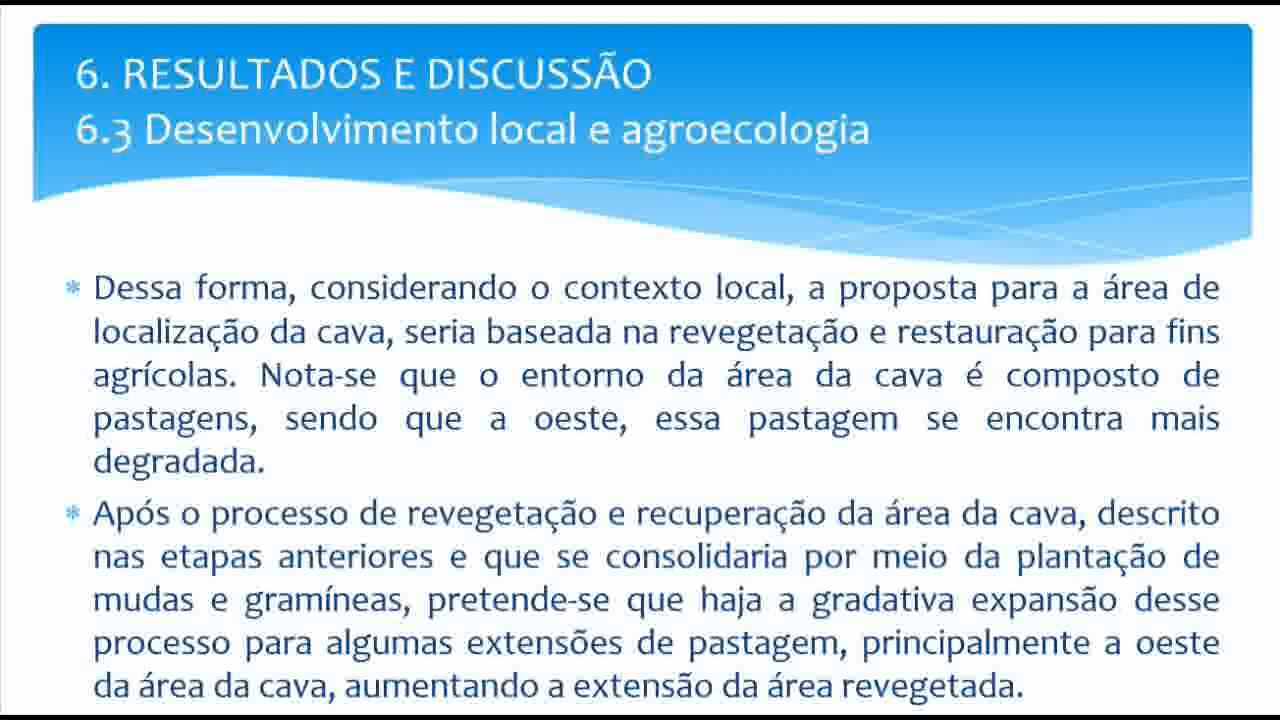 6. RESULTADOS E DISCUSSÃO
6.3 Desenvolvimento local e agroecologia
Dessa forma, considerando o contexto local, a proposta para a área de
localização da cava, seria baseada na revegetação e restauração para fins
agrícolas. Nota-se que o entorno da área da cava é composto de
pastagens, sendo que a oeste, essa pastagem se encontra mais
degradada.
Após o processo de revegetação e recuperação da área da cava, descrito
nas etapas anteriores e que se consolidaria por meio da plantação de
mudas e gramíneas, pretende-se que haja a gradativa expansão desse
processo para algumas extensões de pastagem, principalmente a oeste
da área da cava, aumentando a extensão da área revegetada.